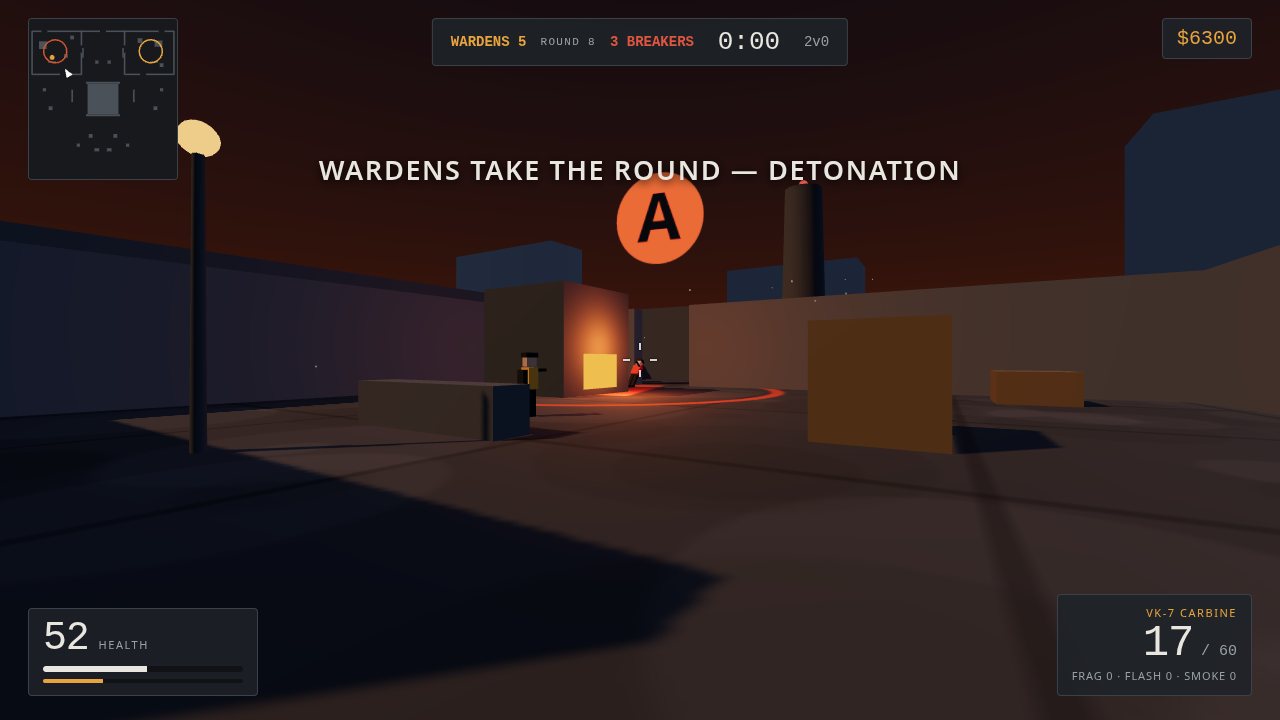 WARDENS 5 ROUND 8 3 BREAKERS 0:00 2v0
$6300
WARDENS TAKE THE ROUND — DETONATION
A
52 HEALTH
VK-7 CARBINE
17 / 60
FRAG 0 · FLASH 0 · SMOKE 0